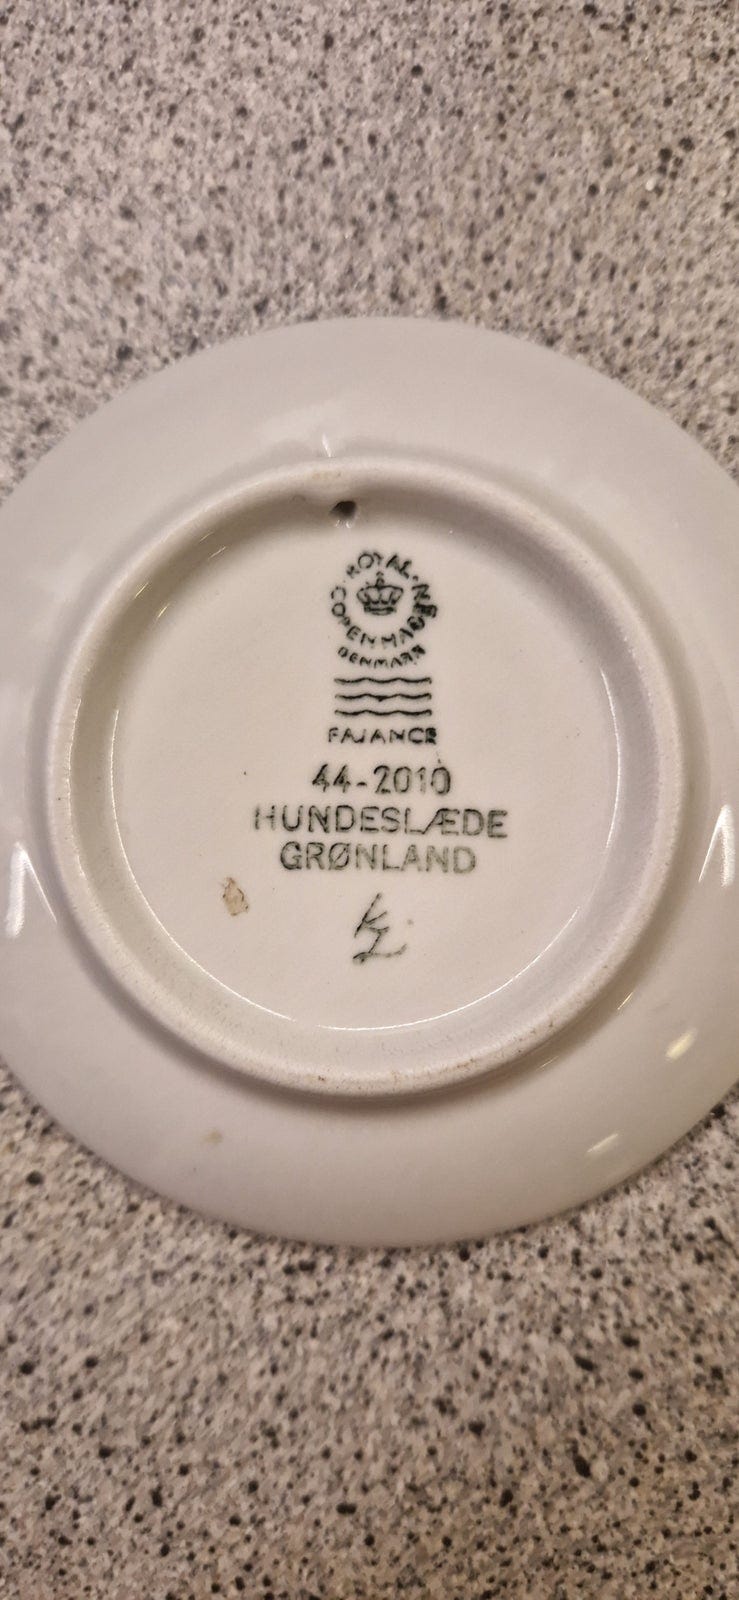 ROYAL COPENHAGEN
DENMARK
FAJANCE
44-2010
HUNDESLÆDE
GRØNLAND